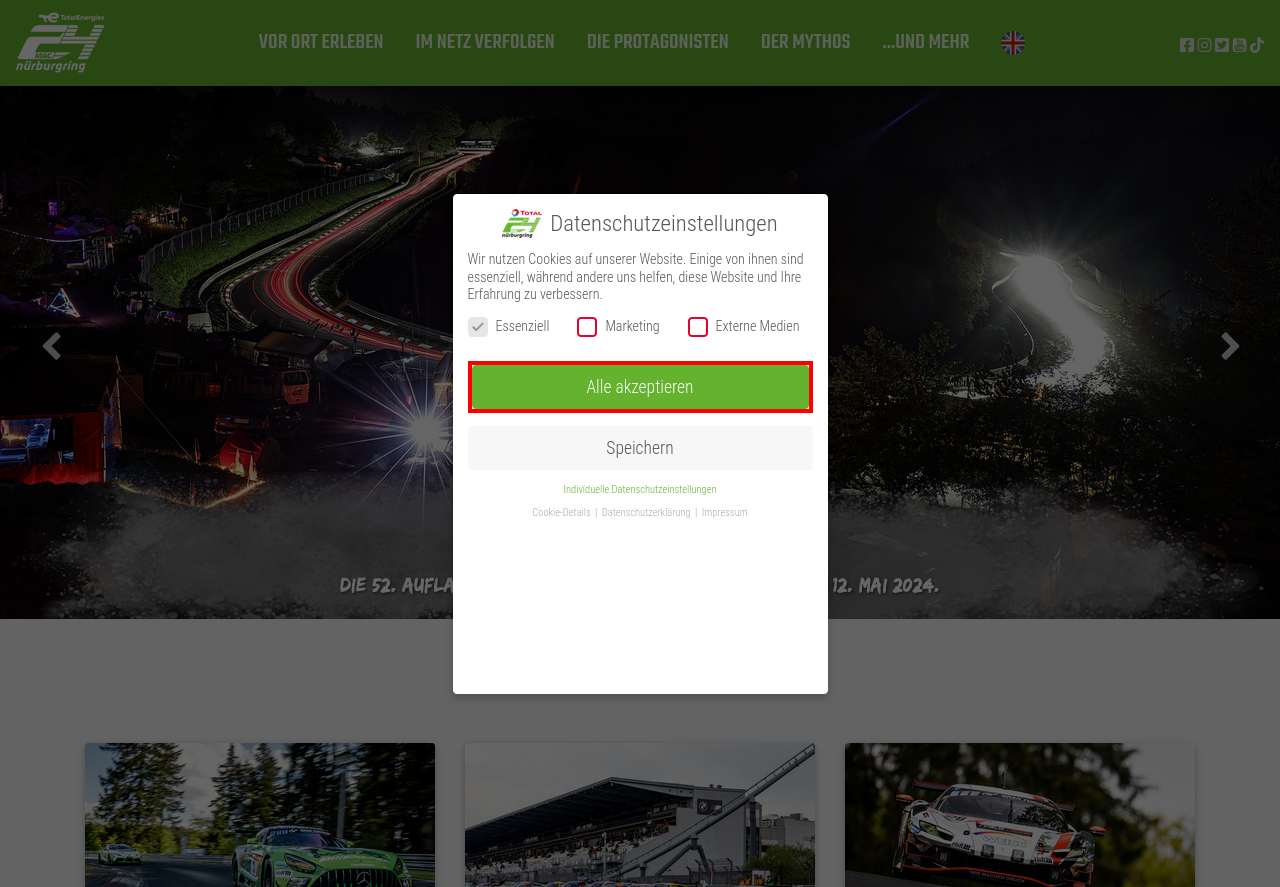 TotalEnergies
24h
nürburgring
VOR ORT ERLEBEN
IM NETZ VERFOLGEN
DIE PROTAGONISTEN
DER MYTHOS
...UND MEHR
TOTAL
nürburgring
Datenschutzeinstellungen
Wir nutzen Cookies auf unserer Website. Einige von ihnen sind
essenziell, während andere uns helfen, diese Website und Ihre
Erfahrung zu verbessern.
Essenziell
Marketing
Externe Medien
Alle akzeptieren
Speichern
Individuelle Datenschutzeinstellungen
Cookie-Details | Datenschutzerklärung | Impressum
DIE 52. AUFLA
12. MAI 2024.